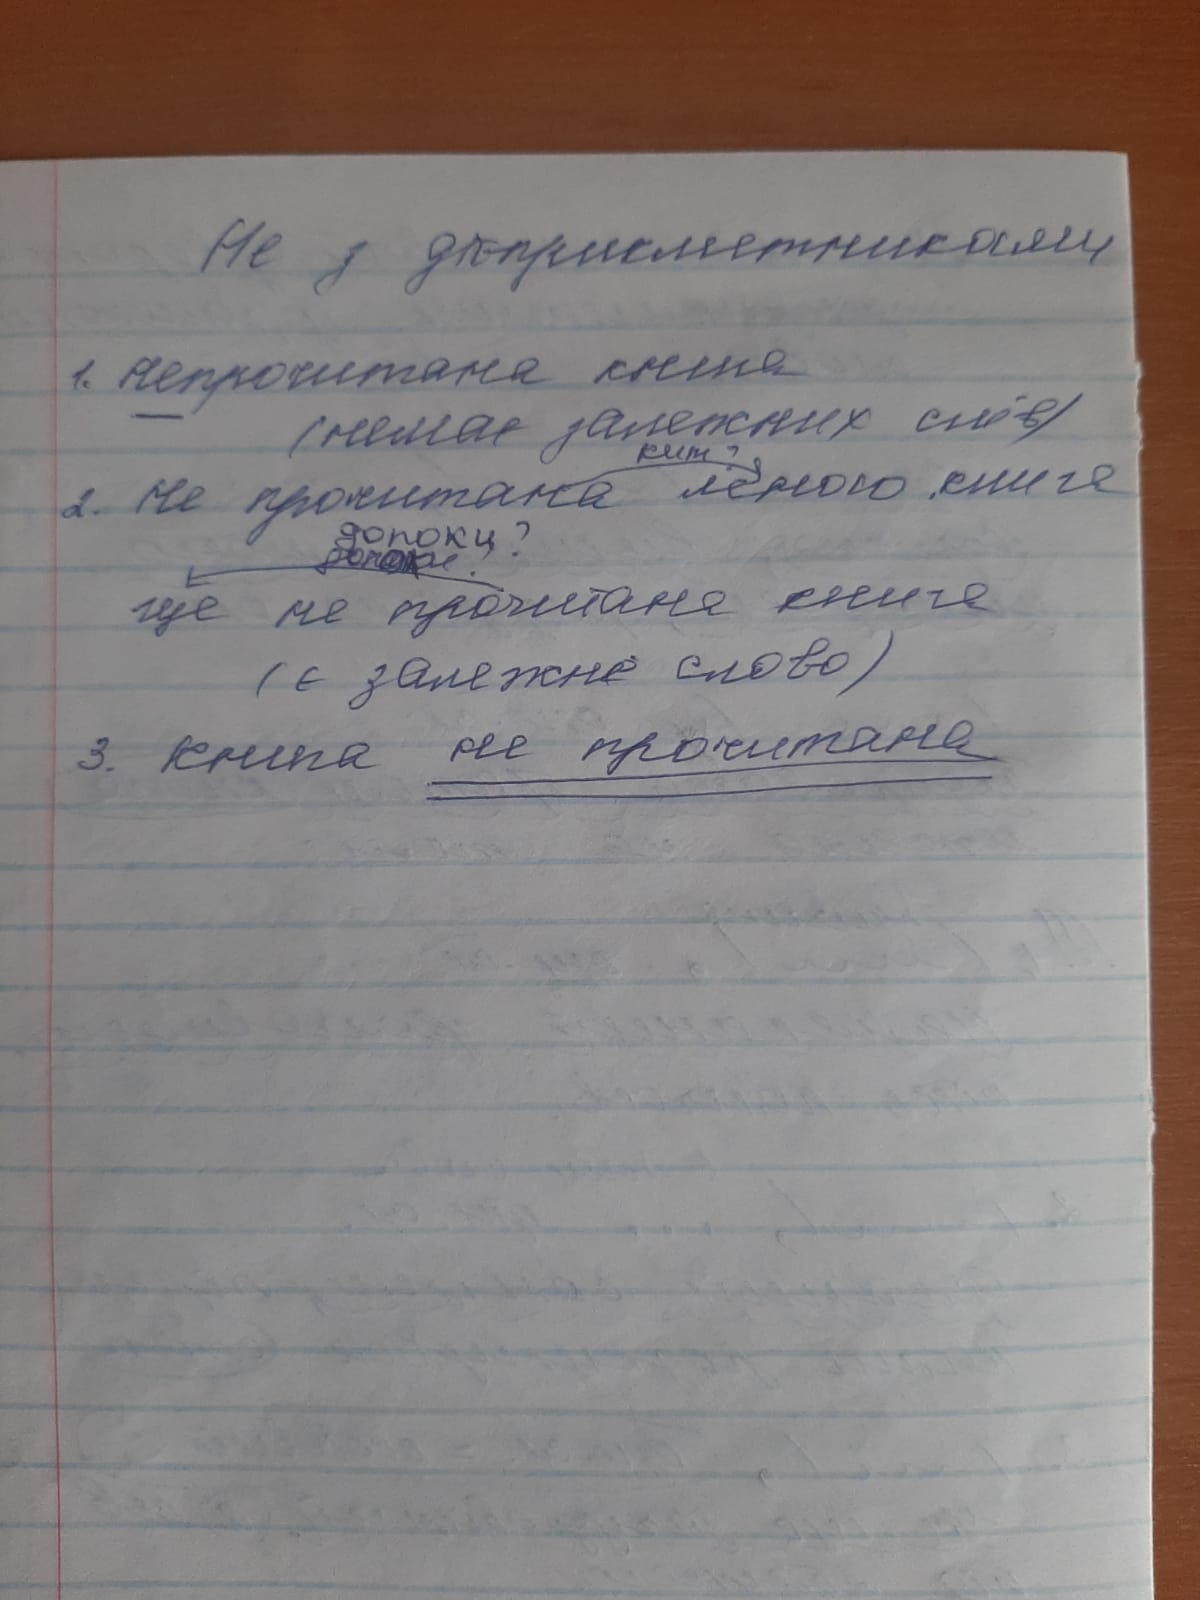 Не з дієприкметниками
1. Непрочитана книга
(немає залежних слів)
ким?
2. Не прочитана мною книга
допоки?
ще не прочитана книга
(є залежне слово)
3. Книга не прочитана